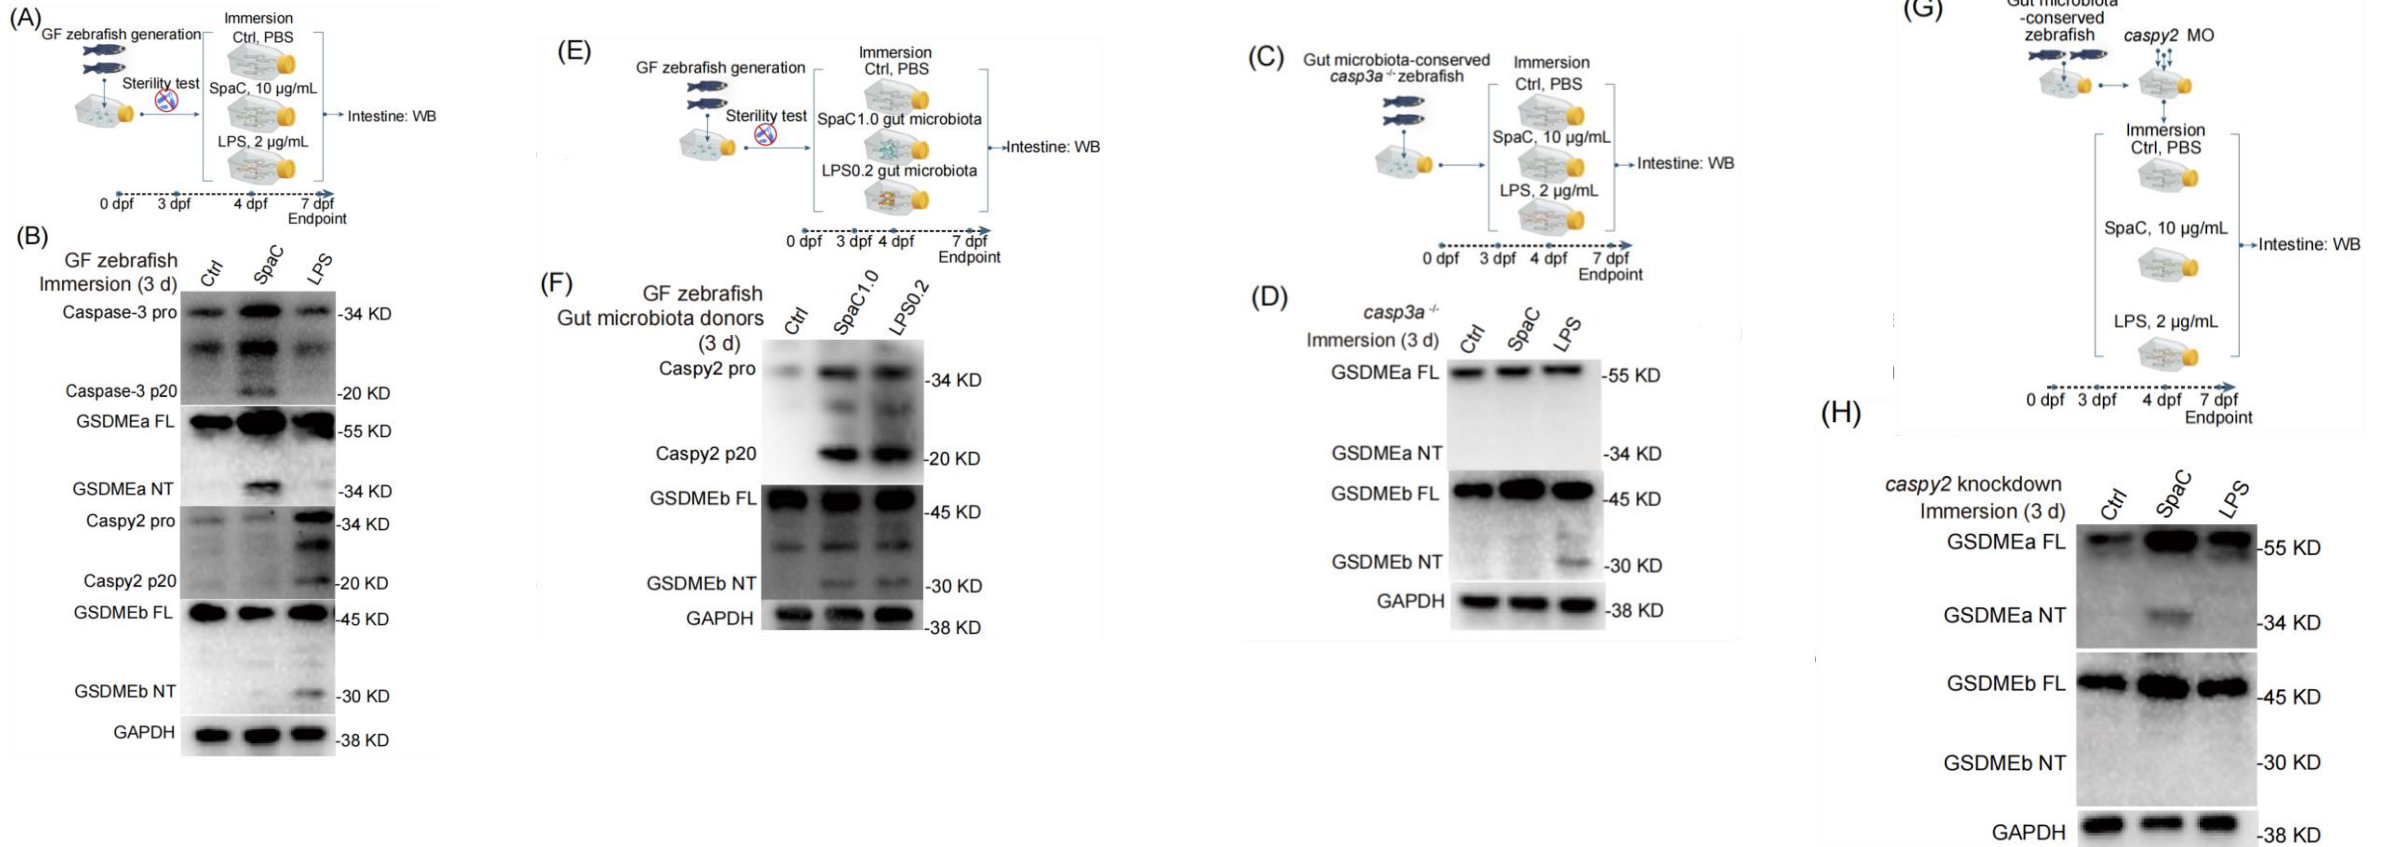 (A)
GF zebrafish generation
Immersion
Ctrl, PBS
Sterility test
SpaC, 10 µg/mL
LPS, 2 µg/mL
Intestine: WB
0 dpf 3 dpf 4 dpf 7 dpf
Endpoint
(B)
GF zebrafish
Immersion (3 d)
Ctrl SpaC LPS
Caspase-3 pro -34 KD
Caspase-3 p20 -20 KD
GSDMEa FL -55 KD
GSDMEa NT -34 KD
Caspy2 pro -34 KD
Caspy2 p20 -20 KD
GSDMEb FL -45 KD
GSDMEb NT -30 KD
GAPDH -38 KD
(E)
GF zebrafish generation
Immersion
Ctrl, PBS
Sterility test
SpaC1.0 gut microbiota
LPS0.2 gut microbiota
Intestine: WB
0 dpf 3 dpf 4 dpf 7 dpf
Endpoint
(F)
GF zebrafish
Gut microbiota donors
(3 d)
Ctrl SpaC1.0 LPS0.2
Caspy2 pro -34 KD
Caspy2 p20 -20 KD
GSDMEb FL -45 KD
GSDMEb NT -30 KD
GAPDH -38 KD
(C)
Gut microbiota-conserved
casp3a -/- zebrafish
Immersion
Ctrl, PBS
SpaC, 10 µg/mL
LPS, 2 µg/mL
Intestine: WB
0 dpf 3 dpf 4 dpf 7 dpf
Endpoint
(D)
casp3a -/-
Immersion (3 d)
Ctrl SpaC LPS
GSDMEa FL -55 KD
GSDMEa NT -34 KD
GSDMEb FL -45 KD
GSDMEb NT -30 KD
GAPDH -38 KD
(G)
Gut microbiota
-conserved
zebrafish
caspy2 MO
Immersion
Ctrl, PBS
SpaC, 10 µg/mL
LPS, 2 µg/mL
Intestine: WB
0 dpf 3 dpf 4 dpf 7 dpf
Endpoint
(H)
caspy2 knockdown
Immersion (3 d)
Ctrl SpaC LPS
GSDMEa FL -55 KD
GSDMEa NT -34 KD
GSDMEb FL -45 KD
GSDMEb NT -30 KD
GAPDH -38 KD